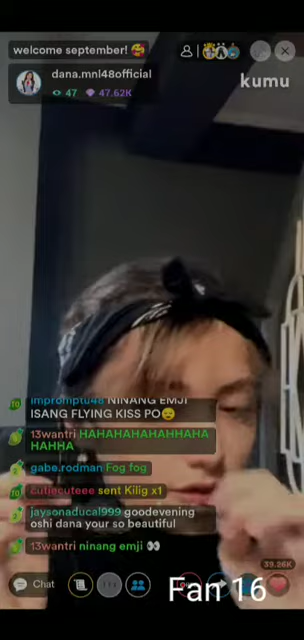 welcome september! 🥰
dana.mnl48official
47 47.62K
kumu
impromptu48 NINANG EMJI
ISANG FLYING KISS PO😉
13wantri HAHAHAHAHAHHAHA
HAHHA
gabe.rodman Fog fog
cutiecuteee sent Kilig x1
jaysonaducal999 goodevening
oshi dana your so beautiful
13wantri ninang emji 👀
39.26K
Chat
Fan 16